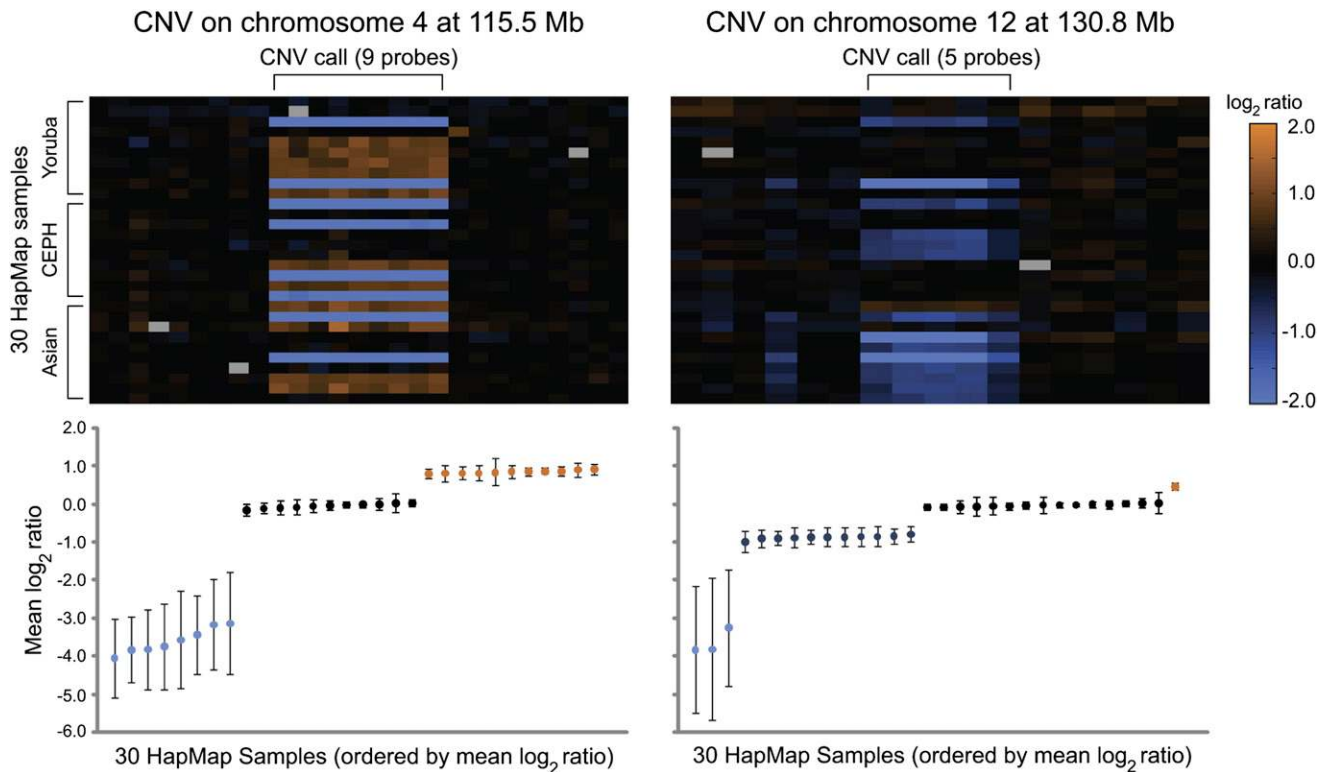 CNV on chromosome 4 at 115.5 Mb
CNV call (9 probes)
CNV on chromosome 12 at 130.8 Mb
CNV call (5 probes)
30 HapMap samples
Yoruba
CEPH
Asian
log2 ratio
2.0
1.0
0.0
-1.0
-2.0
Mean log2 ratio
2.0
1.0
0.0
-1.0
-2.0
-3.0
-4.0
-5.0
-6.0
30 HapMap Samples (ordered by mean log2 ratio)
30 HapMap Samples (ordered by mean log2 ratio)